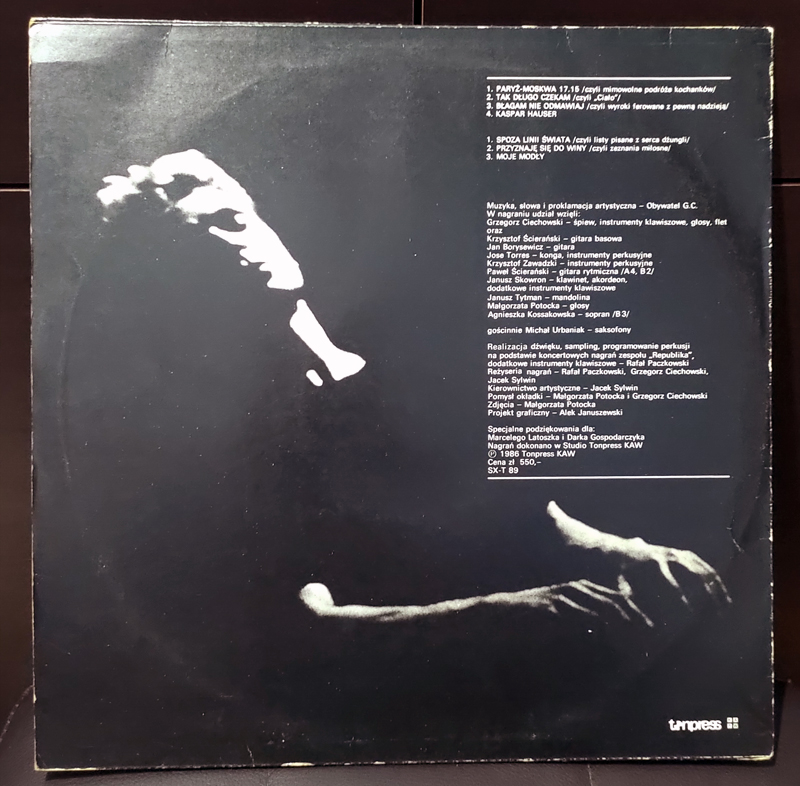 1. PARYŻ-MOSKWA 17.15 /czyli mimowolne podróże kochanków/
2. TAK DŁUGO CZEKAM /czyli „Ciało”/
3. BŁAGAM NIE ODMAWIAJ /czyli wyroki ferowane z pewną nadzieją/
4. KASPAR HAUSER
1. SPOZA LINII ŚWIATA /czyli listy pisane z serca dżungli/
2. PRZYZNAJĘ SIĘ DO WINY /czyli zeznania miłosne/
3. MOJE MODŁY
Muzyka, słowa i proklamacja artystyczna – Obywatel G.C.
W nagraniu udział wzięli:
Grzegorz Ciechowski – śpiew, instrumenty klawiszowe, głosy, flet
oraz
Krzysztof Ścierański – gitara basowa
Jan Borysewicz – gitara
Jose Torres – konga, instrumenty perkusyjne
Krzysztof Zawadzki – instrumenty perkusyjne
Paweł Ścierański – gitara rytmiczna /A4, B2/
Janusz Skowron – klawinet, akordeon,
dodatkowe instrumenty klawiszowe
Janusz Tytman – mandolina
Małgorzata Potocka – głosy
Agnieszka Kossakowska – sopran /B3/
gościnnie Michał Urbaniak – saksofony
Realizacja dźwięku, sampling, programowanie perkusji
na podstawie koncertowych nagrań zespołu „Republika”,
dodatkowe instrumenty klawiszowe – Rafał Paczkowski
Reżyseria nagrań – Rafał Paczkowski, Grzegorz Ciechowski,
Jacek Sylwin
Kierownictwo artystyczne – Jacek Sylwin
Pomysł okładki – Małgorzata Potocka i Grzegorz Ciechowski
Zdjęcia – Małgorzata Potocka
Projekt graficzny – Alek Januszewski
Specjalne podziękowania dla:
Marcelego Latoszka i Darka Gospodarczyka
Nagrań dokonano w Studio Tonpress KAW
℗ 1986 Tonpress KAW
Cena zł 550,–
SX-T 89
tonpress